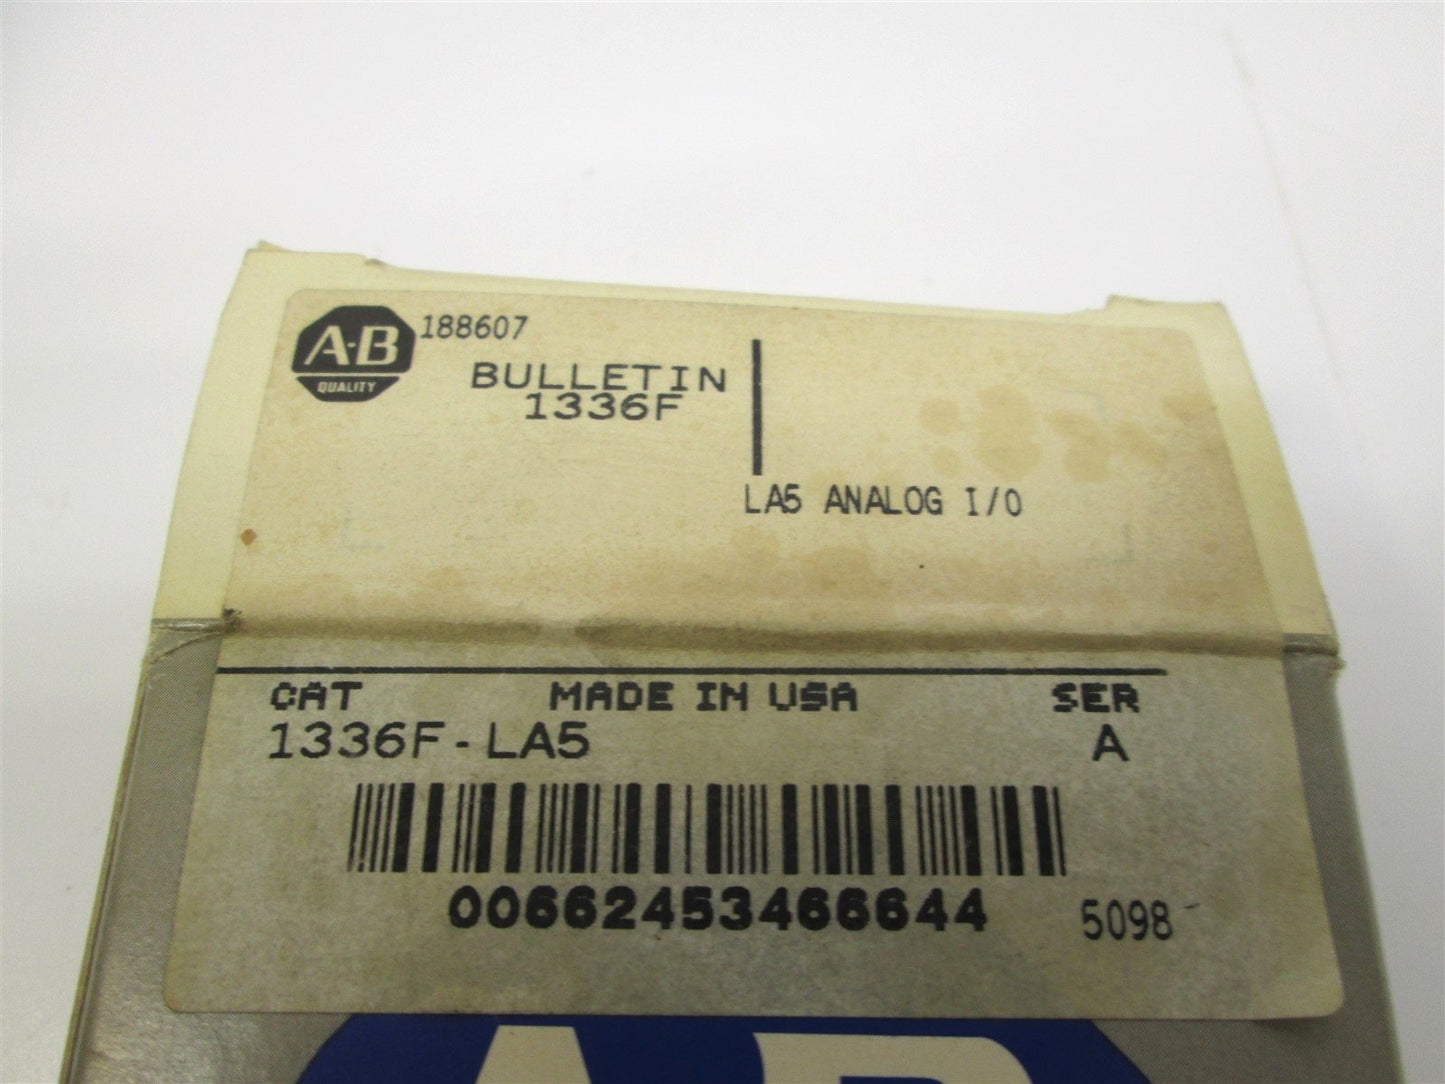 A-B
QUALITY
188607
BULLETIN
1336F
LA5 ANALOG I/O
CAT MADE IN USA SER
1336F-LA5 A
00662453466644
5098